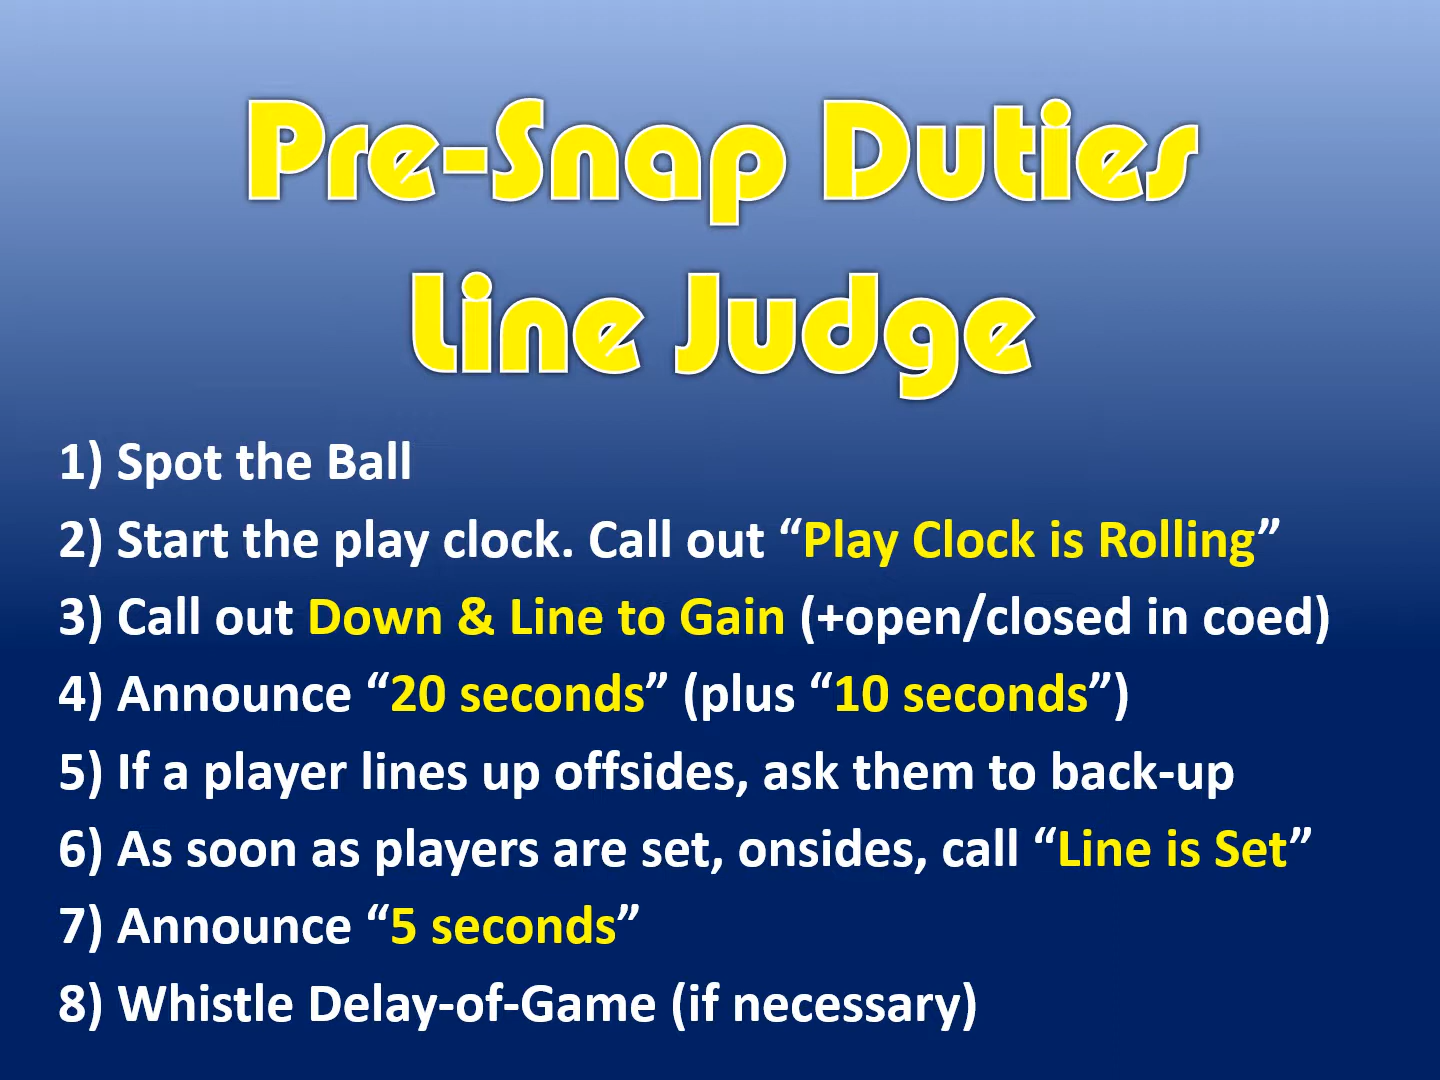 Pre-Snap Duties
Line Judge
1) Spot the Ball
2) Start the play clock. Call out “Play Clock is Rolling”
3) Call out Down & Line to Gain (+open/closed in coed)
4) Announce “20 seconds” (plus “10 seconds”)
5) If a player lines up offsides, ask them to back-up
6) As soon as players are set, onsides, call “Line is Set”
7) Announce “5 seconds”
8) Whistle Delay-of-Game (if necessary)